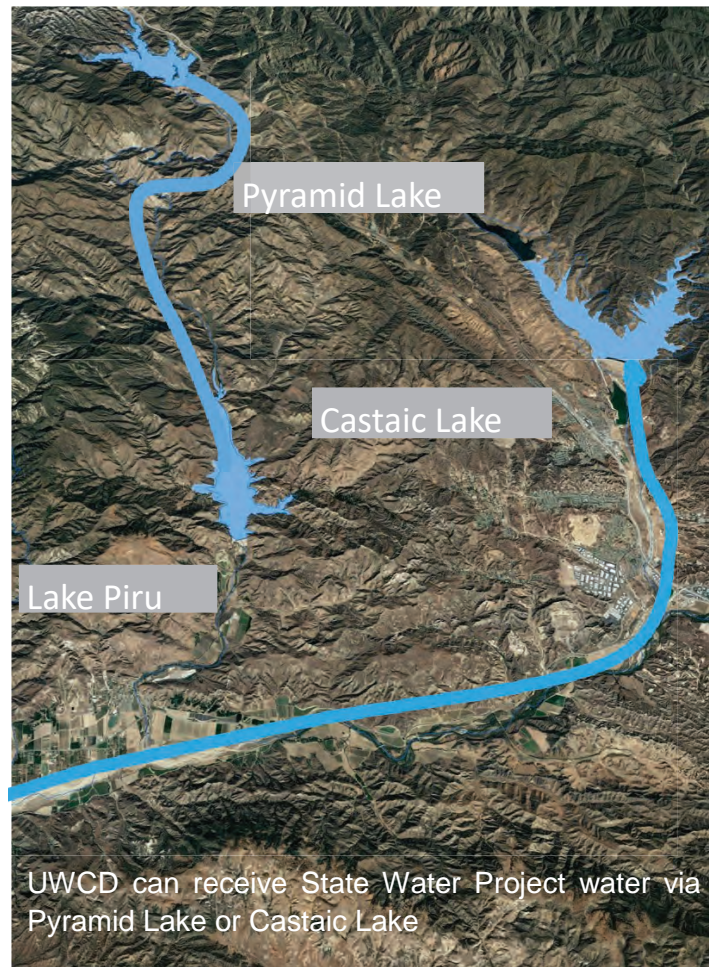 Pyramid Lake
Castaic Lake
Lake Piru
UWCD can receive State Water Project water via
Pyramid Lake or Castaic Lake